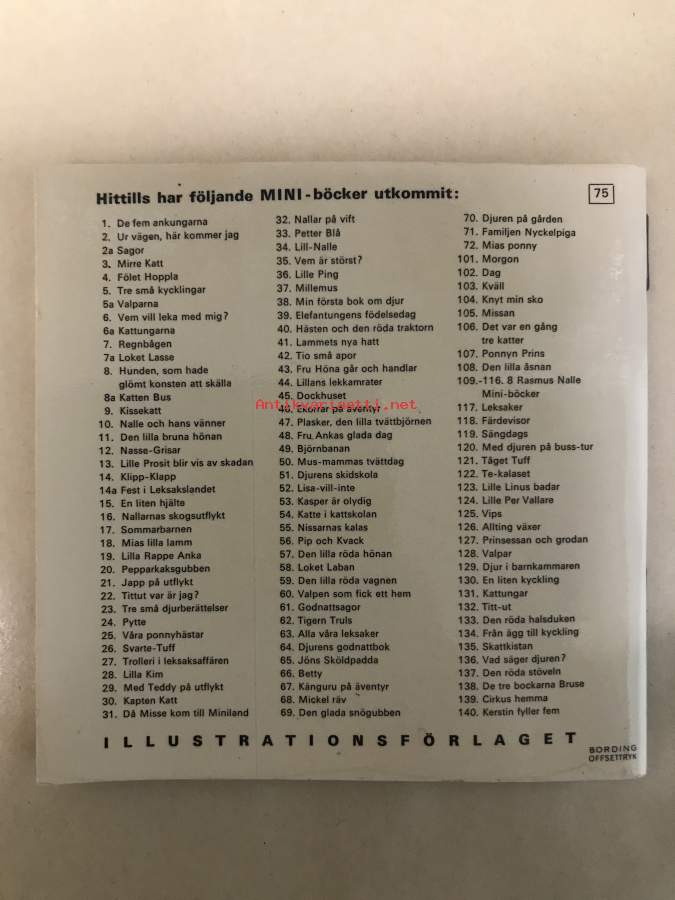 Hittills har följande MINI-böcker utkommit:
75
1. De fem ankungarna
2. Ur vägen, här kommer jag
2a Sagor
3. Mirre Katt
4. Fölet Hoppla
5. Tre små kycklingar
5a Valparna
6. Vem vill leka med mig?
6a Kattungarna
7. Regnbågen
7a Loket Lasse
8. Hunden, som hade
glömt konsten att skälla
8a Katten Bus
9. Kissekatt
10. Nalle och hans vänner
11. Den lilla bruna hönan
12. Nasse-Grisar
13. Lille Prosit blir vis av skadan
14. Klipp-Klapp
14a Fest i Leksakslandet
15. En liten hjälte
16. Nallarnas skogsutflykt
17. Sommarbarnen
18. Mias lilla lamm
19. Lilla Rappe Anka
20. Pepparkaksgubben
21. Japp på utflykt
22. Tittut var är jag?
23. Tre små djurberättelser
24. Pytte
25. Våra ponnyhästar
26. Svarte-Tuff
27. Trolleri i leksaksaffären
28. Lilla Kim
29. Med Teddy på utflykt
30. Kapten Katt
31. Då Misse kom till Miniland
32. Nallar på vift
33. Petter Blå
34. Lill-Nalle
35. Vem är störst?
36. Lille Ping
37. Millemus
38. Min första bok om djur
39. Elefantungens födelsedag
40. Hästen och den röda traktorn
41. Lammets nya hatt
42. Tio små apor
43. Fru Höna går och handlar
44. Lillans lekkamrater
45. Dockhuset
46. Ekorrar på äventyr
47. Plasker, den lilla tvättbjörnen
48. Fru Ankas glada dag
49. Björnbanan
50. Mus-mammas tvättdag
51. Djurens skidskola
52. Lisa-vill-inte
53. Kasper är olydig
54. Katte i kattskolan
55. Nissarnas kalas
56. Pip och Kvack
57. Den lilla röda hönan
58. Loket Laban
59. Den lilla röda vagnen
60. Valpen som fick ett hem
61. Godnattsagor
62. Tigern Truls
63. Alla våra leksaker
64. Djurens godnattbok
65. Jöns Sköldpadda
66. Betty
67. Känguru på äventyr
68. Mickel räv
69. Den glada snögubben
70. Djuren på gården
71. Familjen Nyckelpiga
72. Mias ponny
101. Morgon
102. Dag
103. Kväll
104. Knyt min sko
105. Missan
106. Det var en gång
tre katter
107. Ponnyn Prins
108. Den lilla åsnan
109.-116. 8 Rasmus Nalle
Mini-böcker
117. Leksaker
118. Färdevisor
119. Sängdags
120. Med djuren på buss-tur
121. Tåget Tuff
122. Te-kalaset
123. Lille Linus badar
124. Lille Per Vallare
125. Vips
126. Allting växer
127. Prinsessan och grodan
128. Valpar
129. Djur i barnkammaren
130. En liten kyckling
131. Kattungar
132. Titt-ut
133. Den röda halsduken
134. Från ägg till kyckling
135. Skattkistan
136. Vad säger djuren?
137. Den röda stöveln
138. De tre bockarna Bruse
139. Cirkus hemma
140. Kerstin fyller fem
Antikvariaatti.net
ILLUSTRATIONSFÖRLAGET
BORDING
OFFSETTRYK